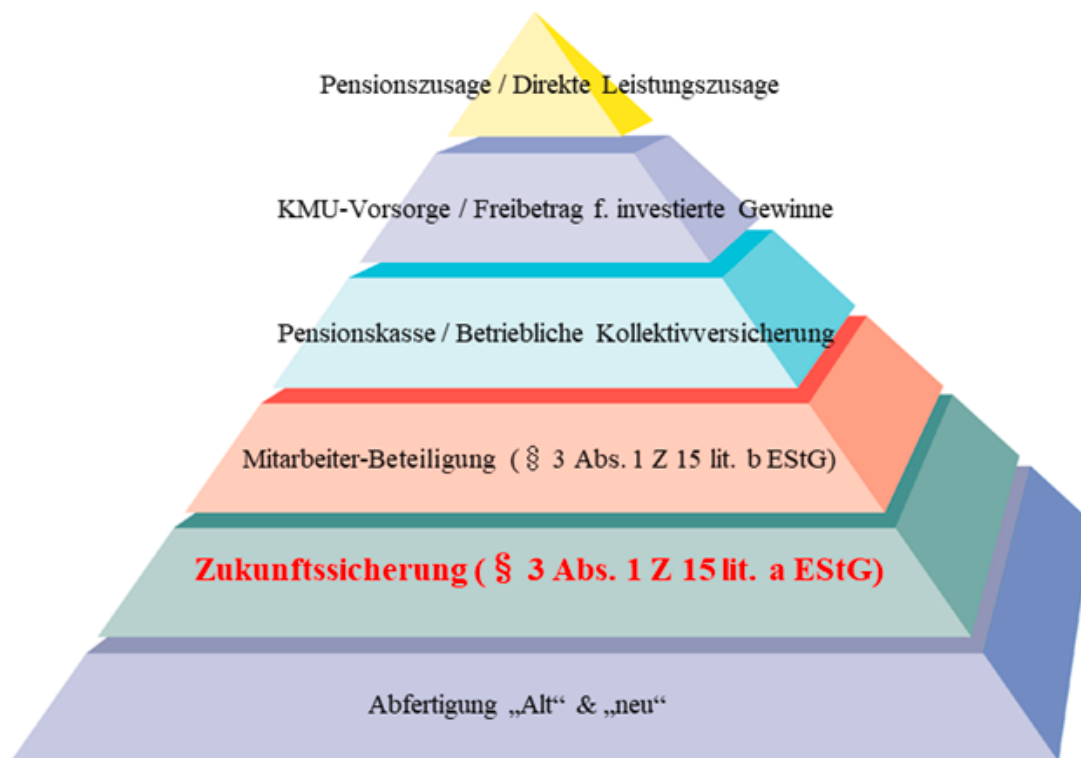 Pensionszusage / Direkte Leistungszusage
KMU-Vorsorge / Freibetrag f. investierte Gewinne
Pensionskasse / Betriebliche Kollektivversicherung
Mitarbeiter-Beteiligung ( § 3 Abs. 1 Z 15 lit. b EStG)
Zukunftssicherung ( § 3 Abs. 1 Z 15 lit. a EStG)
Abfertigung „Alt“ & „neu“